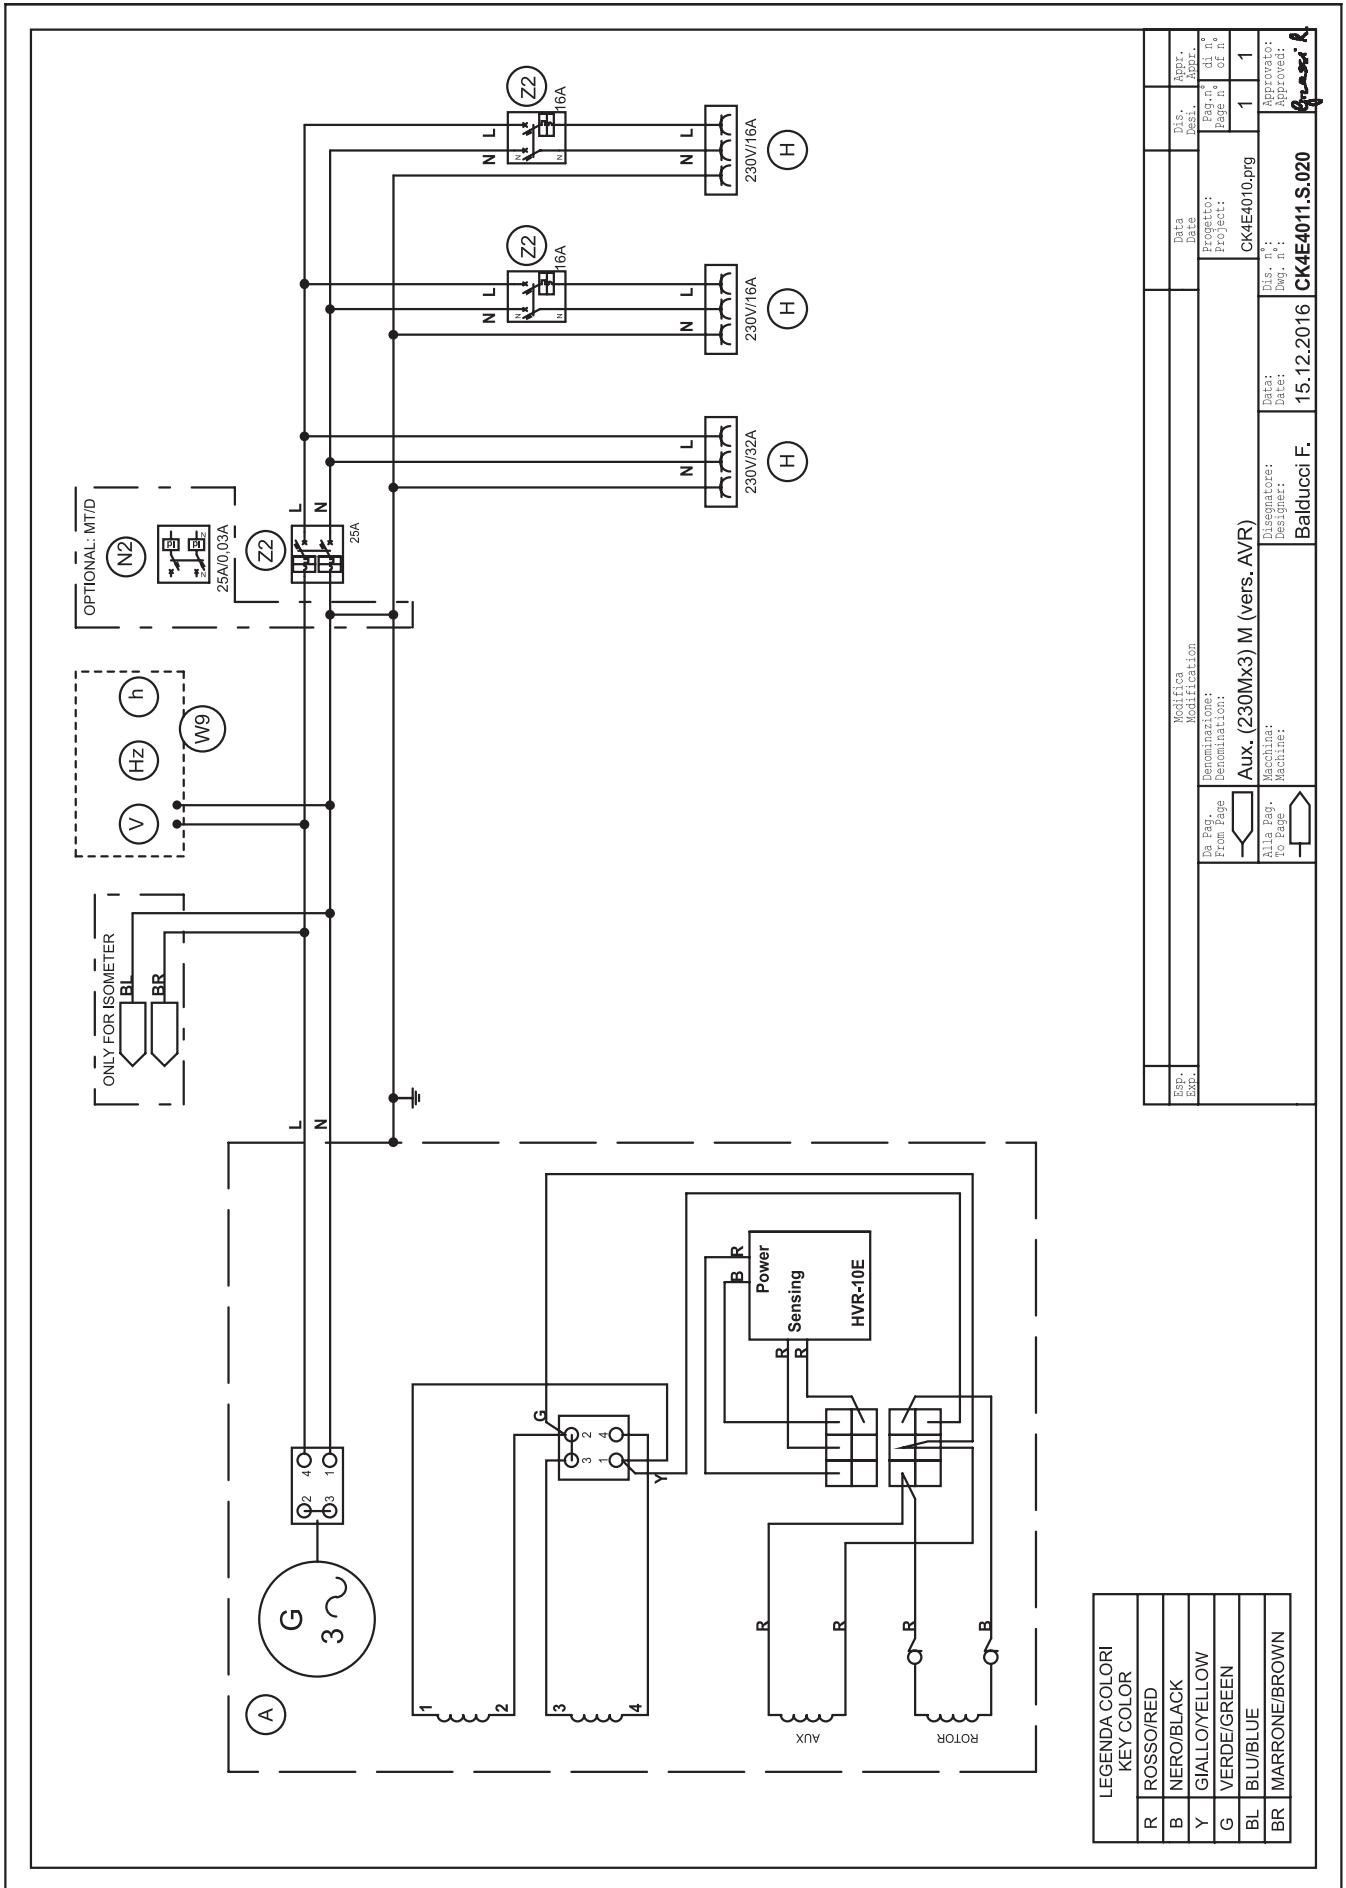 A
G
3
2
4
3
1
L
N
ONLY FOR ISOMETER
BL
BR
V
Hz
h
W9
OPTIONAL: MT/D
N2
25A/0,03A
PI
PI
N
N
Z2
25A
L
N
L
N
230V/32A
H
Z2
16A
L
N
N
N
L
N
230V/16A
H
Z2
16A
L
N
N
N
L
N
230V/16A
H
1
2
3
4
G
2
4
3
1
Y
Power
Sensing
HVR-10E
R
B
R
R
R
R
R
B
AUX
ROTOR
LEGENDA COLORI
KEY COLOR
R ROSSO/RED
B NERO/BLACK
Y GIALLO/YELLOW
G VERDE/GREEN
BL BLU/BLUE
BR MARRONE/BROWN
Esp.
Exp.
Modifica
Modification
Data
Date
Dis.
Desi.
Appr.
Appr.
Da Pag.
From Page
Denominazione:
Denomination:
Aux. (230Mx3) M (vers. AVR)
Progetto:
Project:
CK4E4010.prg
Pag.n°
Page n°
1
di n°
of n°
1
Alla Pag.
To Page
Macchina:
Machine:
Disegnatore:
Designer:
Balducci F.
Data:
Date:
15.12.2016
Dis. n°:
Dwg. n°:
CK4E4011.S.020
Approvato:
Approved: